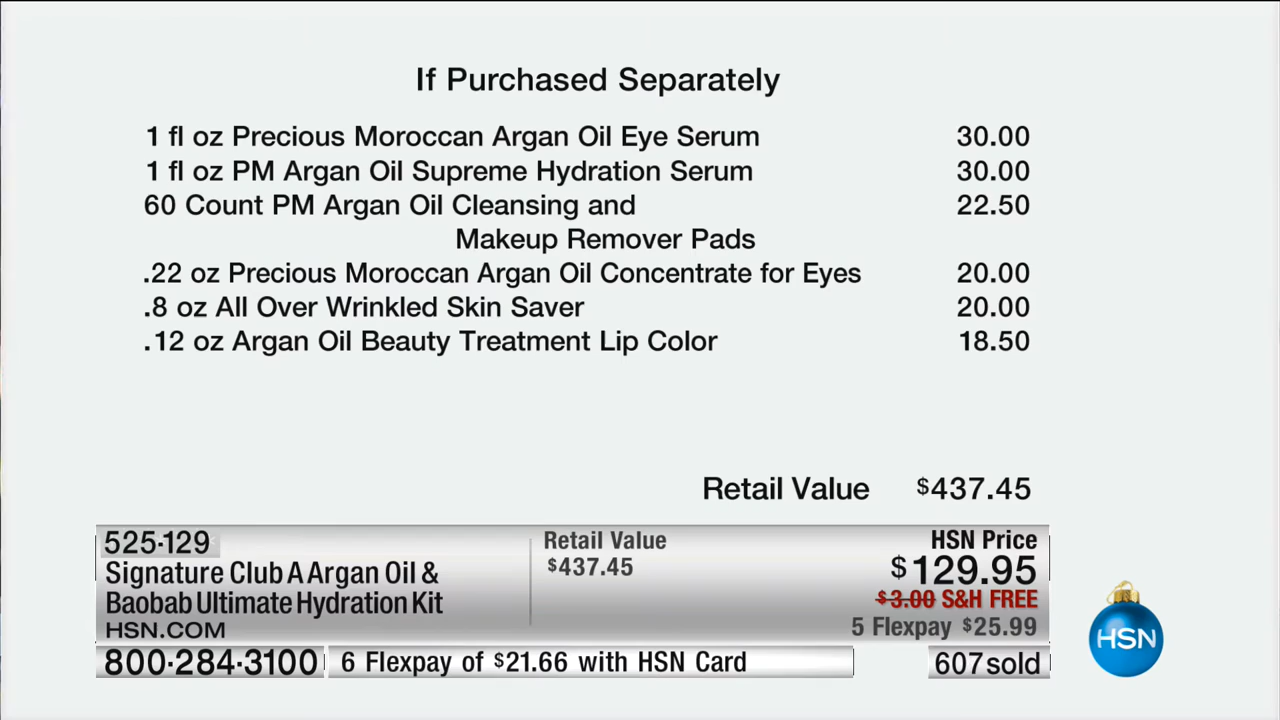 If Purchased Separately
1 fl oz Precious Moroccan Argan Oil Eye Serum 30.00
1 fl oz PM Argan Oil Supreme Hydration Serum 30.00
60 Count PM Argan Oil Cleansing and 22.50
Makeup Remover Pads
.22 oz Precious Moroccan Argan Oil Concentrate for Eyes 20.00
.8 oz All Over Wrinkled Skin Saver 20.00
.12 oz Argan Oil Beauty Treatment Lip Color 18.50
Retail Value $437.45
525-129
Signature Club A Argan Oil &
Baobab Ultimate Hydration Kit
HSN.COM
Retail Value
$437.45
HSN Price
$129.95
$3.00 S&H FREE
5 Flexpay $25.99
800-284-3100
6 Flexpay of $21.66 with HSN Card
607 sold
HSN